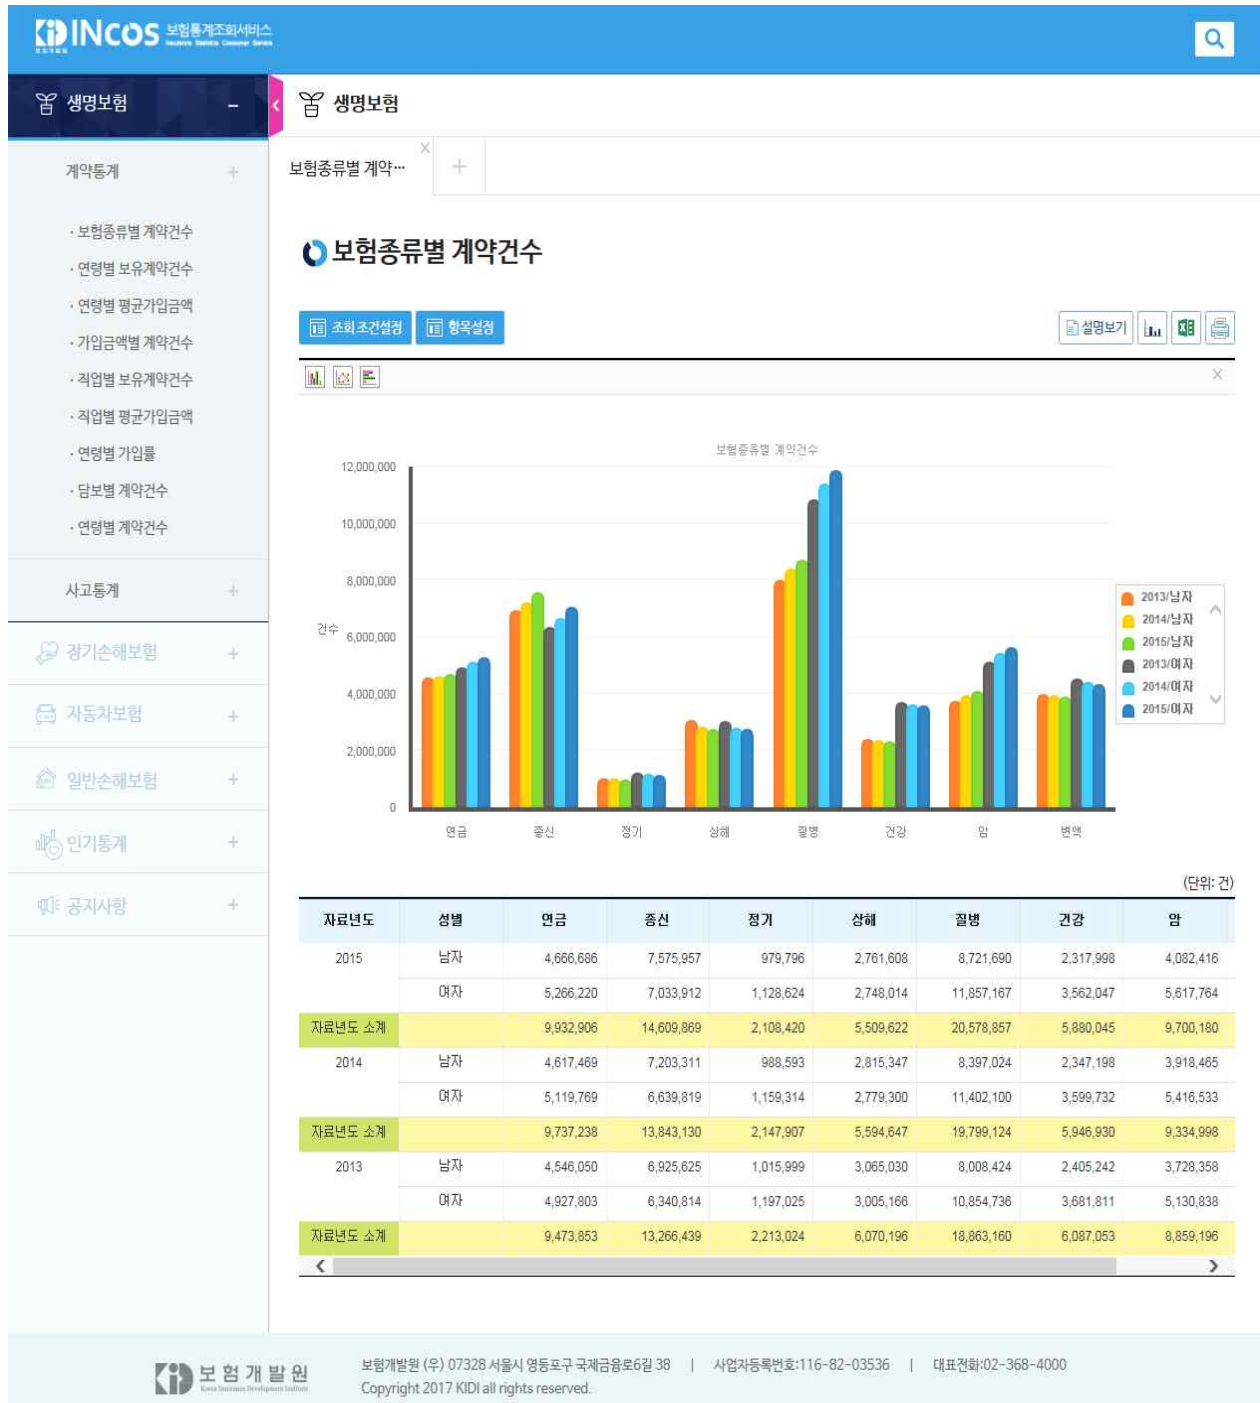 INCOS 보험통계조회서비스
Insurance Statistics Consumer Service
보험개발원
생명보험
계약통계
· 보험종류별 계약건수
· 연령별 보유계약건수
· 연령별 평균가입금액
· 가입금액별 계약건수
· 직업별 보유계약건수
· 직업별 평균가입금액
· 연령별 가입률
· 담보별 계약건수
· 연령별 계약건수
사고통계
장기손해보험
자동차보험
일반손해보험
인기통계
공지사항
생명보험
보험종류별 계약…
보험종류별 계약건수
조회 조건설정 항목설정 설명보기
보험종류별 계약건수
12,000,000
10,000,000
8,000,000
6,000,000
4,000,000
2,000,000
0
건수
연금 종신 정기 상해 질병 건강 암 변액
2013/남자
2014/남자
2015/남자
2013/여자
2014/여자
2015/여자
(단위: 건)
자료년도 성별 연금 종신 정기 상해 질병 건강 암
2015 남자 4,666,686 7,575,957 979,796 2,761,608 8,721,690 2,317,998 4,082,416
여자 5,266,220 7,033,912 1,128,624 2,748,014 11,857,167 3,562,047 5,617,764
자료년도 소계 9,932,906 14,609,869 2,108,420 5,509,622 20,578,857 5,880,045 9,700,180
2014 남자 4,617,469 7,203,311 988,593 2,815,347 8,397,024 2,347,198 3,918,465
여자 5,119,769 6,639,819 1,159,314 2,779,300 11,402,100 3,599,732 5,416,533
자료년도 소계 9,737,238 13,843,130 2,147,907 5,594,647 19,799,124 5,946,930 9,334,998
2013 남자 4,546,050 6,925,625 1,015,999 3,065,030 8,008,424 2,405,242 3,728,358
여자 4,927,803 6,340,814 1,197,025 3,005,166 10,854,736 3,681,811 5,130,838
자료년도 소계 9,473,853 13,266,439 2,213,024 6,070,196 18,863,160 6,087,053 8,859,196
보험개발원
Korea Insurance Development Institute
보험개발원 (우) 07328 서울시 영등포구 국제금융로6길 38 | 사업자등록번호:116-82-03536 | 대표전화:02-368-4000
Copyright 2017 KIDI all rights reserved.